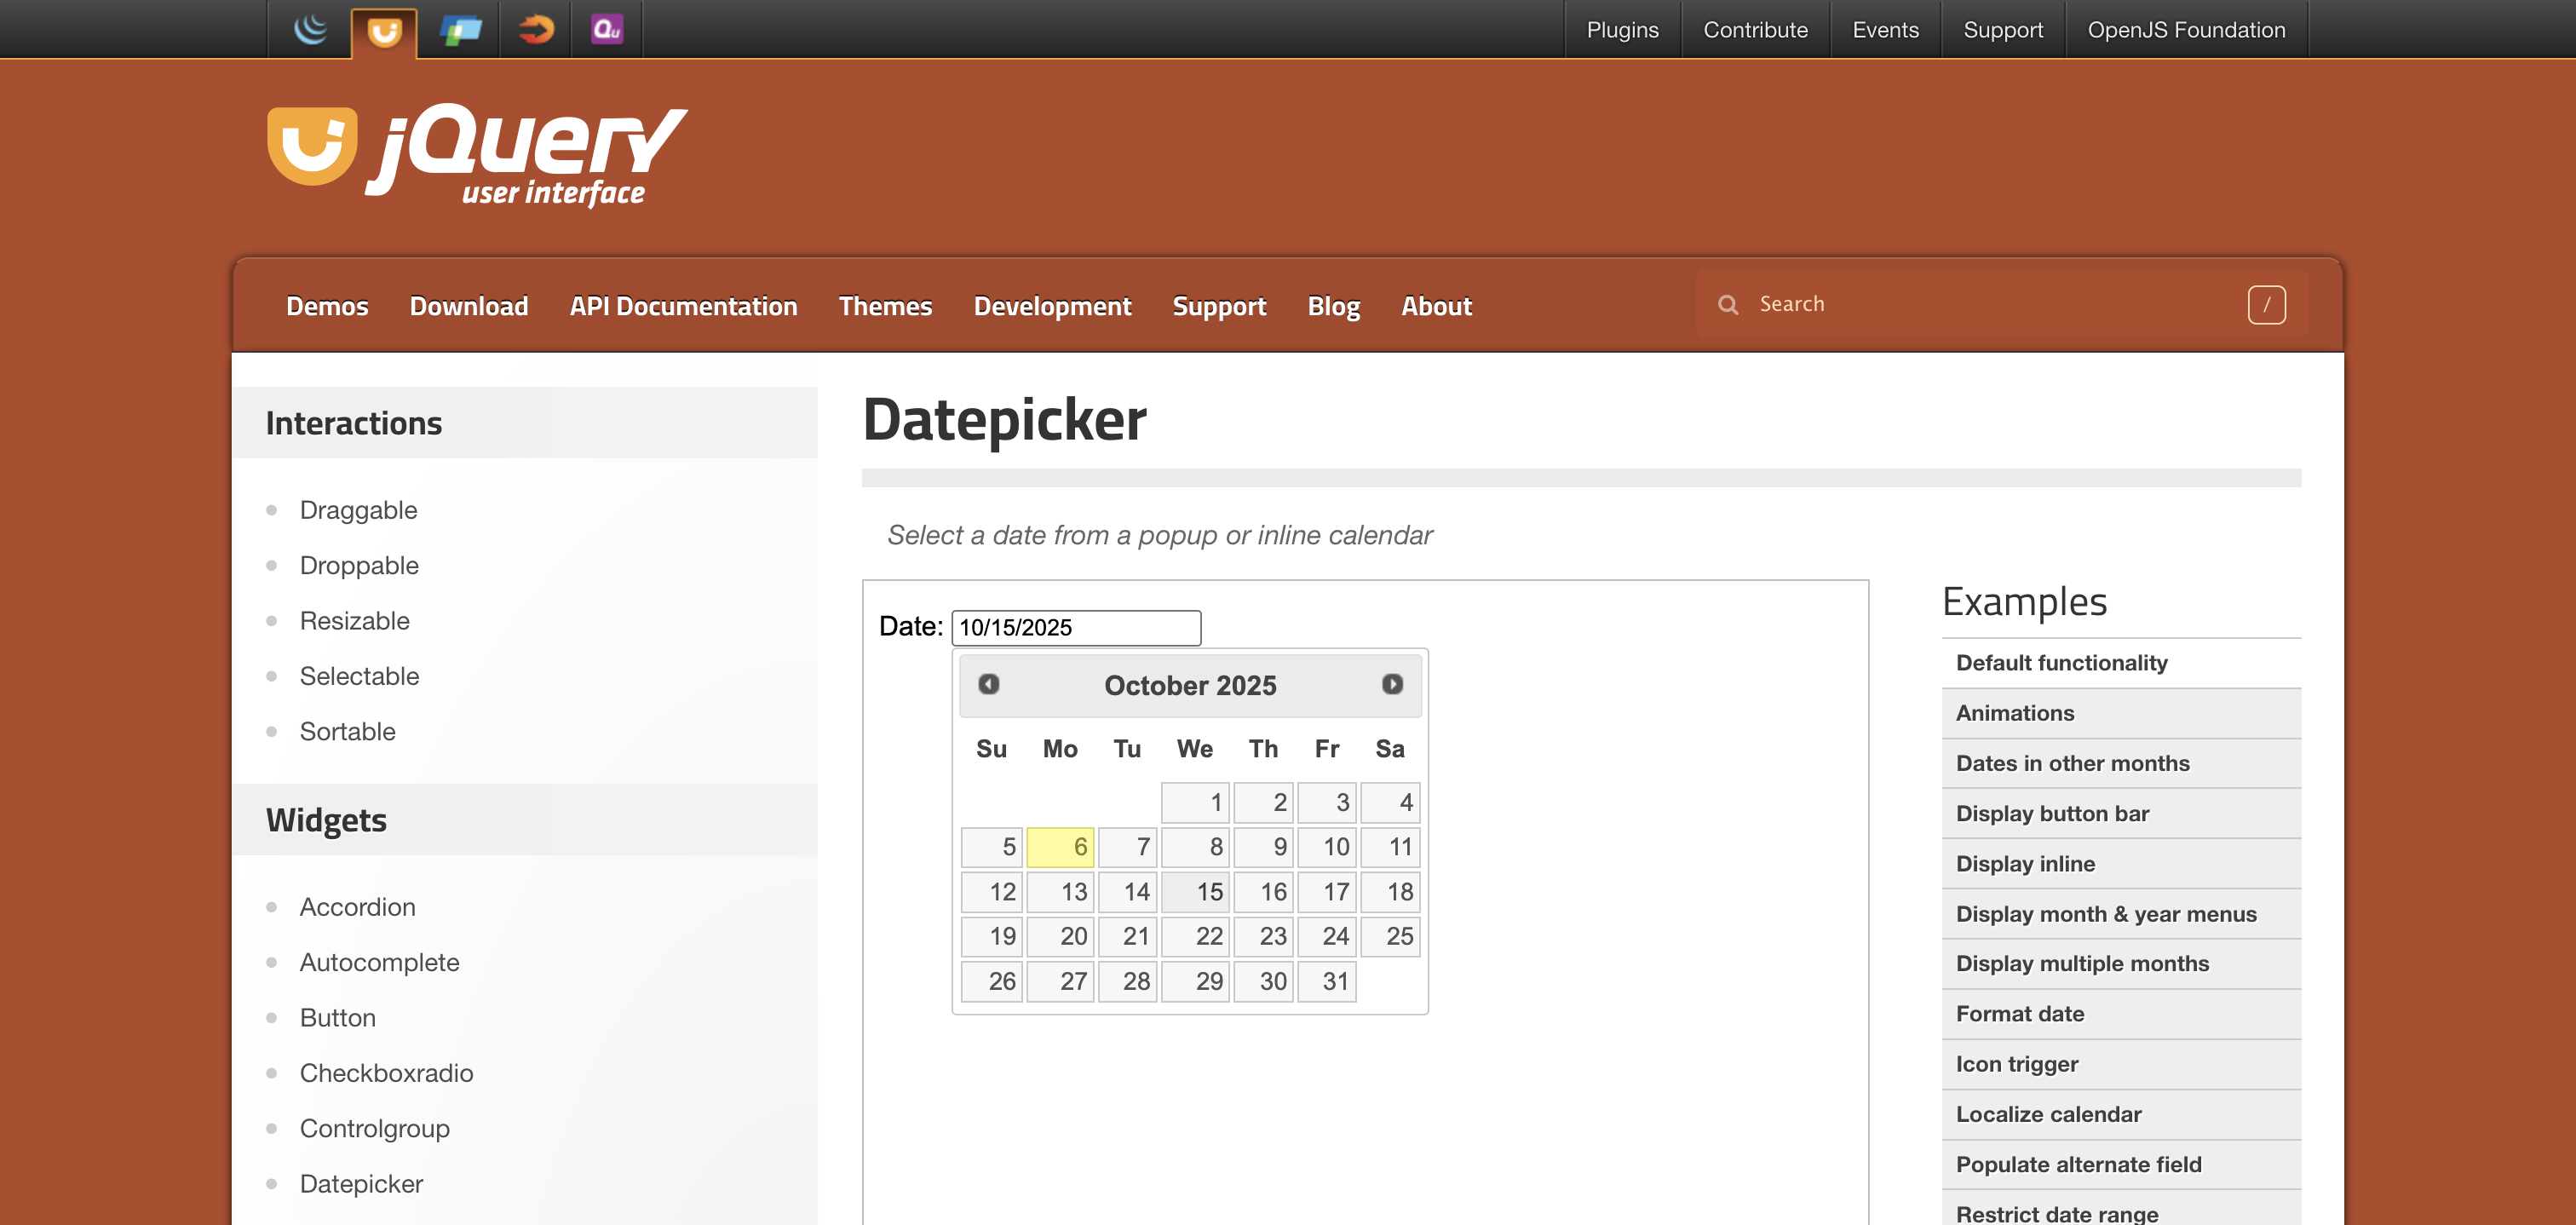 Qu
Plugins Contribute Events Support OpenJS Foundation
jQuery
user interface
Demos Download API Documentation Themes Development Support Blog About
Search /
Interactions
Draggable
Droppable
Resizable
Selectable
Sortable
Widgets
Accordion
Autocomplete
Button
Checkboxradio
Controlgroup
Datepicker
Datepicker
Select a date from a popup or inline calendar
Date: 10/15/2025
October 2025
Su Mo Tu We Th Fr Sa
1 2 3 4
5 6 7 8 9 10 11
12 13 14 15 16 17 18
19 20 21 22 23 24 25
26 27 28 29 30 31
Examples
Default functionality
Animations
Dates in other months
Display button bar
Display inline
Display month & year menus
Display multiple months
Format date
Icon trigger
Localize calendar
Populate alternate field
Restrict date range